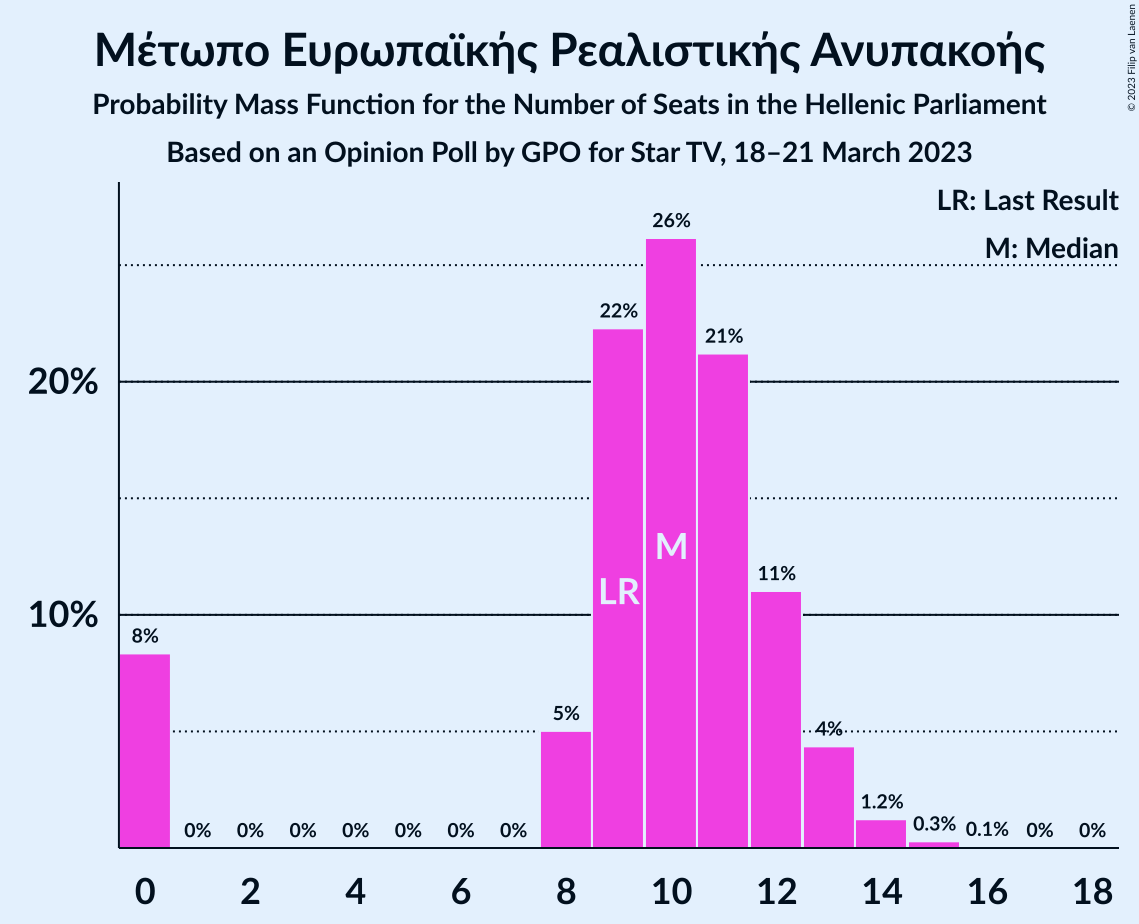 Μέτωπο Ευρωπαϊκής Ρεαλιστικής Ανυπακοής
Probability Mass Function for the Number of Seats in the Hellenic Parliament
Based on an Opinion Poll by GPO for Star TV, 18–21 March 2023
© 2023 Filip van Laenen
LR: Last Result
M: Median
26%
22%
21%
20%
M
11%
LR
10%
8%
5%
4%
1.2%
0% 0% 0% 0% 0% 0% 0% 0.3% 0.1% 0% 0%
0 2 4 6 8 10 12 14 16 18